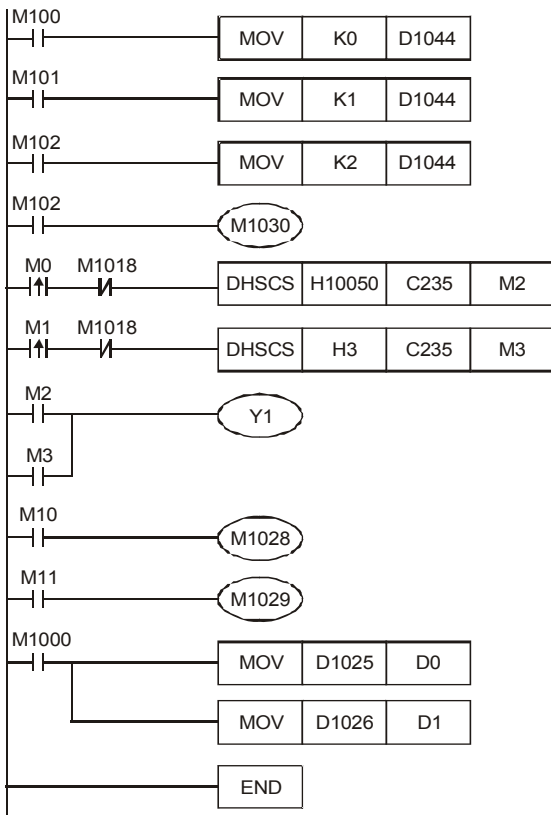 M100
MOV K0 D1044
M101
MOV K1 D1044
M102
MOV K2 D1044
M102
M1030
M0 M1018
DHSCS H10050 C235 M2
M1 M1018
DHSCS H3 C235 M3
M2
Y1
M3
M10
M1028
M11
M1029
M1000
MOV D1025 D0
MOV D1026 D1
END